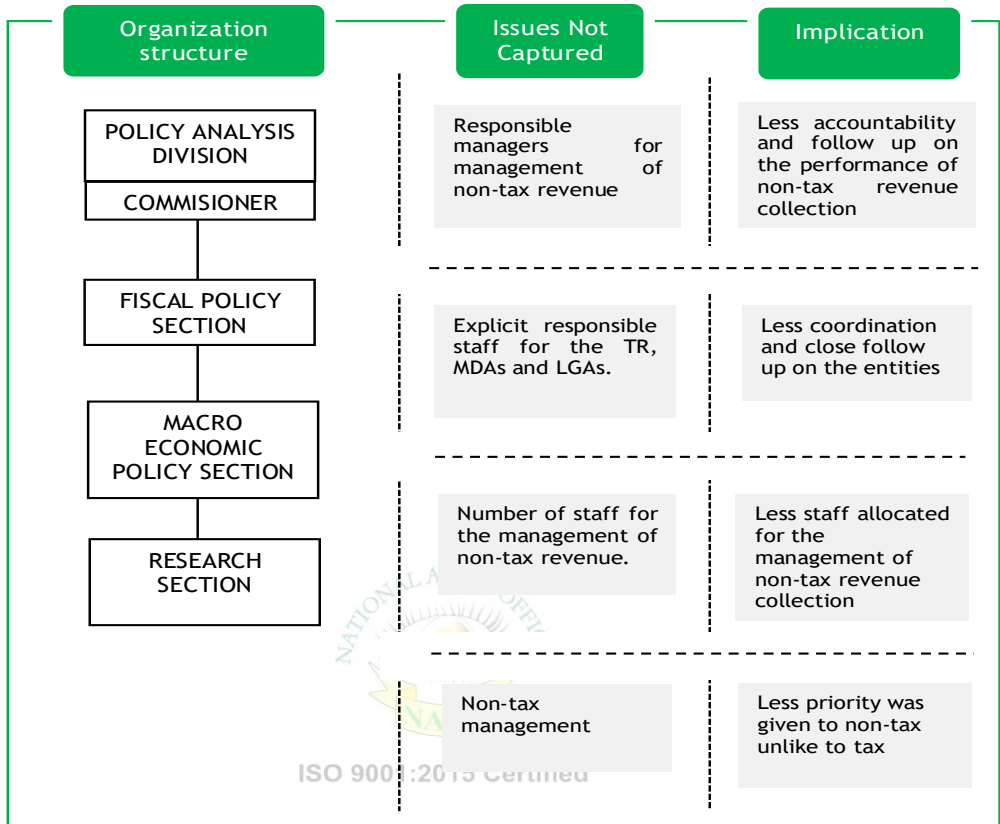 Organization
structure
Issues Not
Captured
Implication
POLICY ANALYSIS
DIVISION
COMMISIONER
Responsible
managers for
management of
non-tax revenue
Less accountability
and follow up on
the performance of
non-tax revenue
collection
FISCAL POLICY
SECTION
Explicit responsible
staff for the TR,
MDAs and LGAs.
Less coordination
and close follow
up on the entities
MACRO
ECONOMIC
POLICY SECTION
Number of staff for
the management of
non-tax revenue.
Less staff allocated
for the
management of
non-tax revenue
collection
RESEARCH
SECTION
NATIONAL
Non-tax
management
Less priority was
given to non-tax
unlike to tax
ISO 9001:2015 Certified